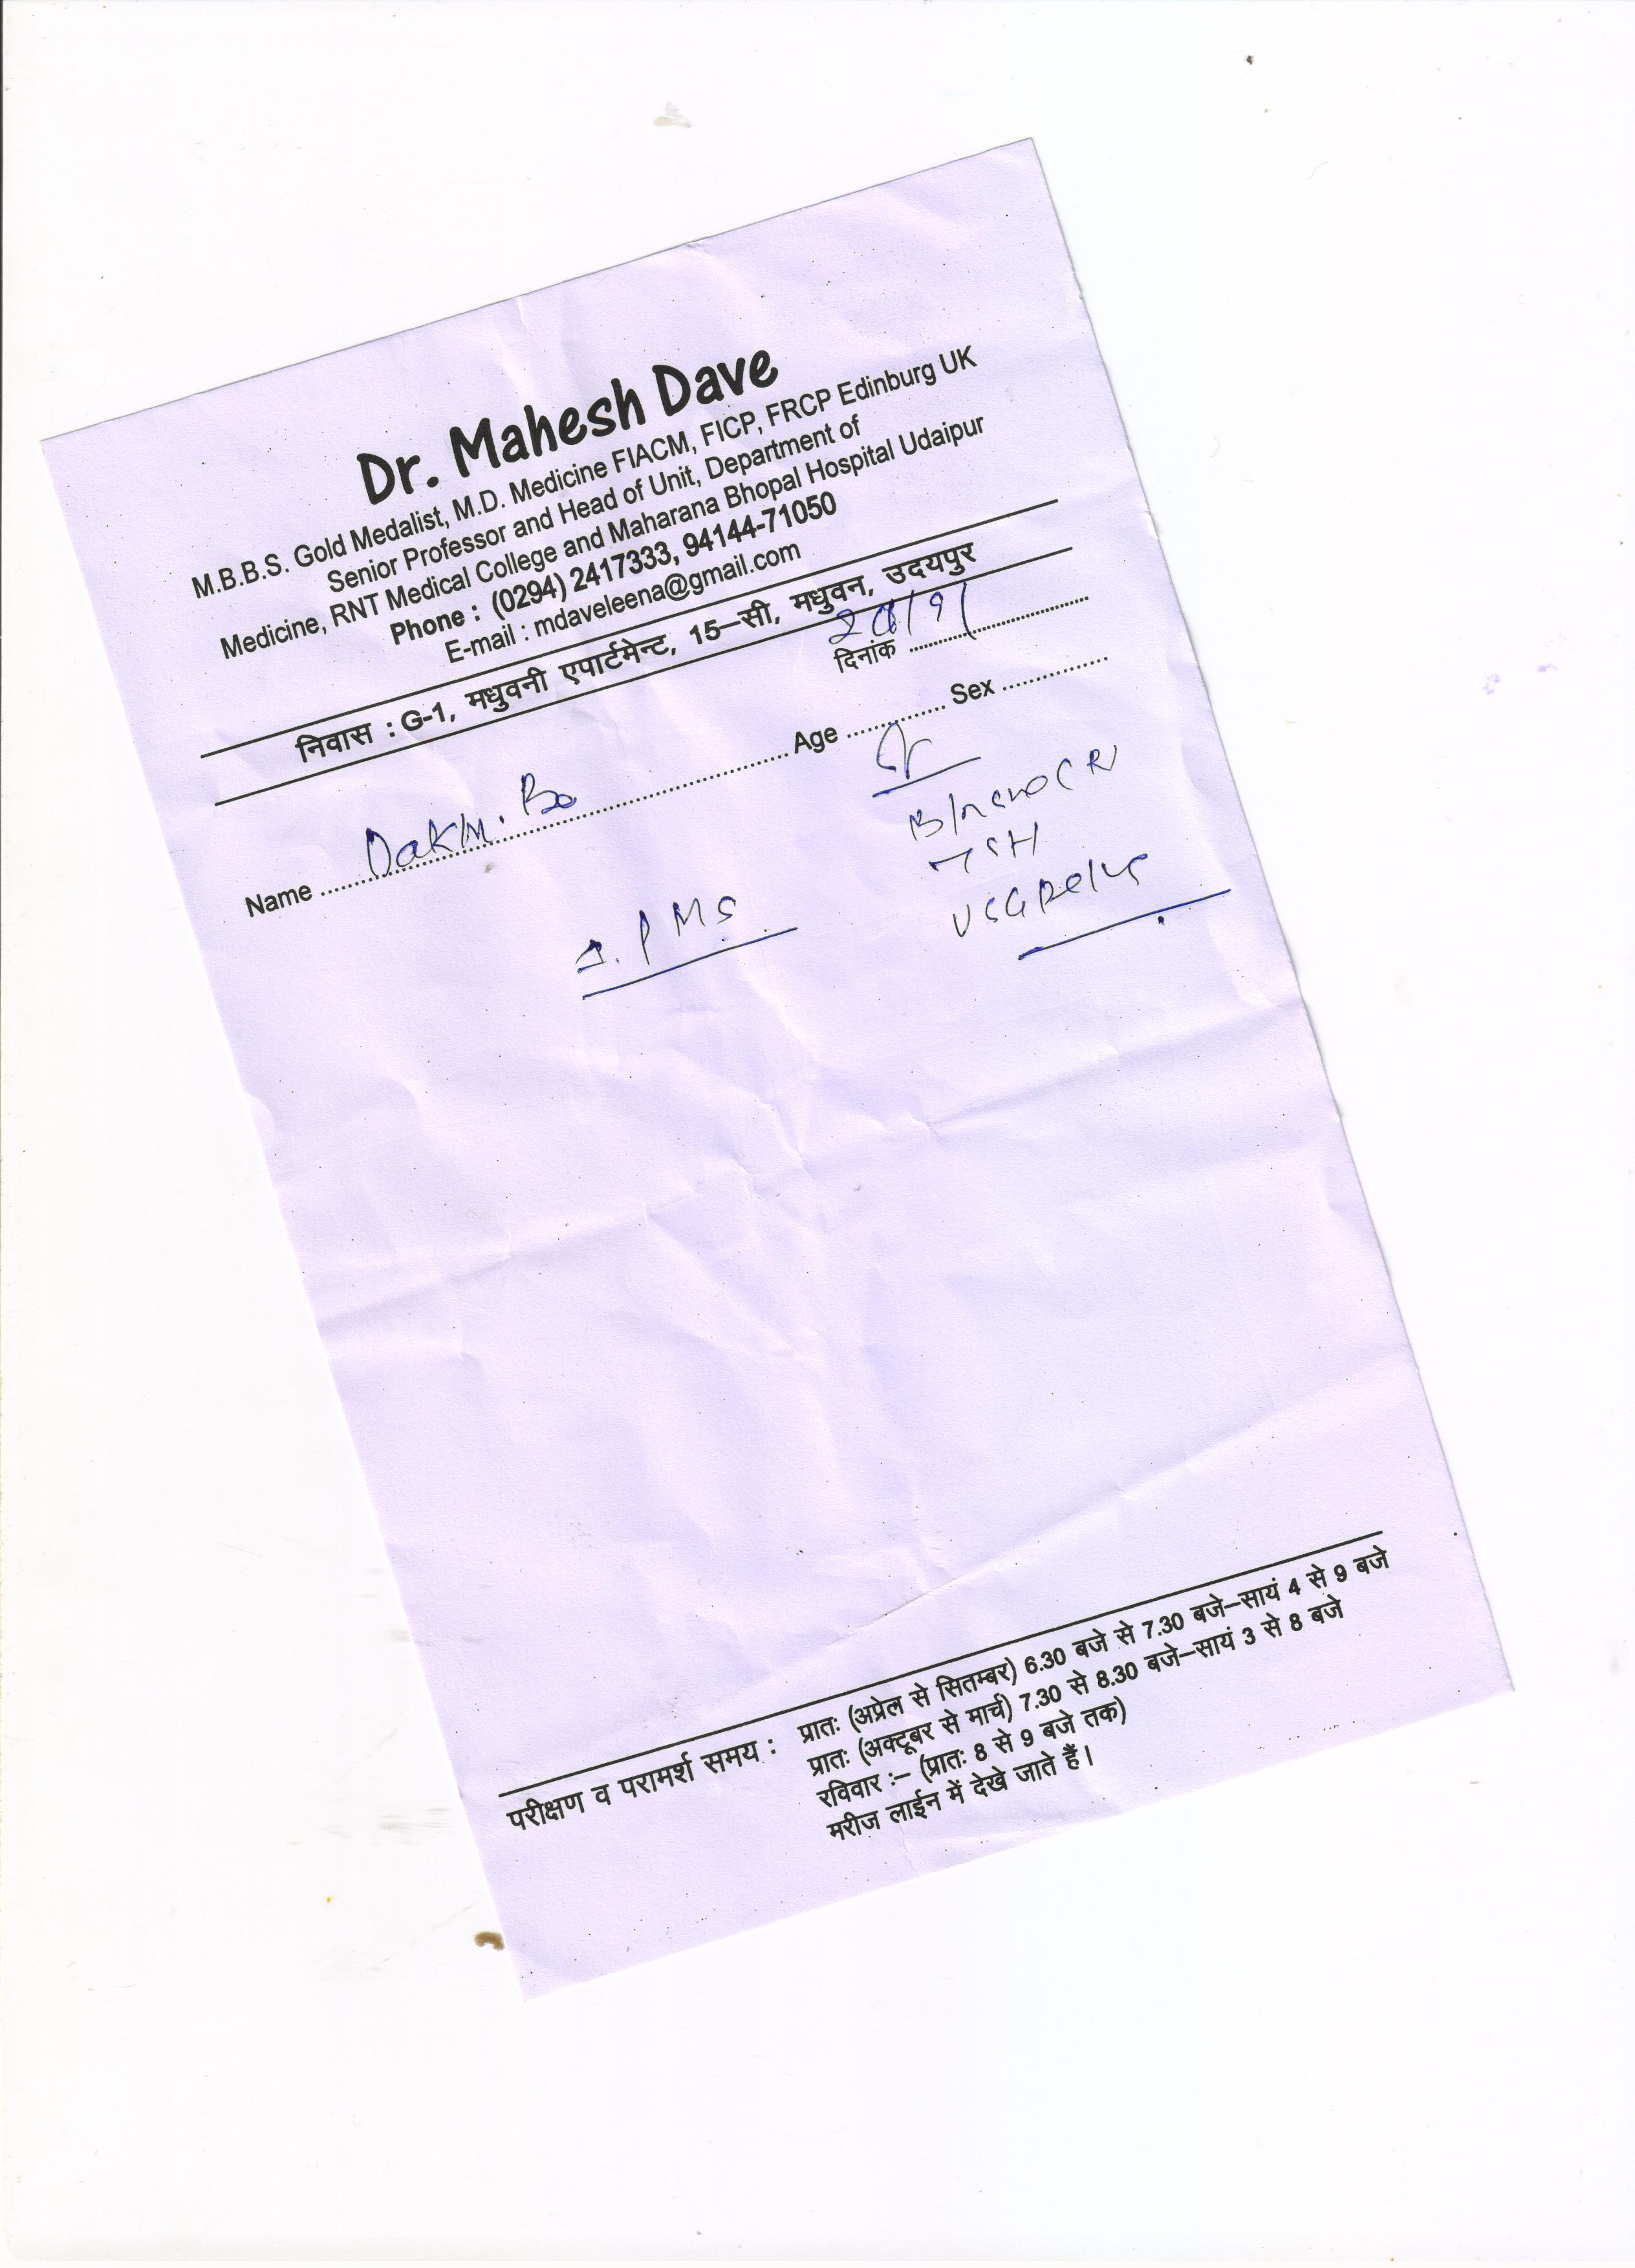 Dr. Mahesh Dave
M.B.B.S. Gold Medalist, M.D. Medicine FIACM, FICP, FRCP Edinburg UK
Senior Professor and Head of Unit, Department of
Medicine, RNT Medical College and Maharana Bhopal Hospital Udaipur
Phone : (0294) 2417333, 94144-71050
E-mail : mdaveleena@gmail.com
निवास : G-1, मधुवनी एपार्टमेन्ट, 15–सी, मधुवन, उदयपुर
दिनांक ..............................
Name .............................. Age .............. Sex ..............
TSH
परीक्षण व परामर्श समय : प्रातः (अप्रेल से सितम्बर) 6.30 बजे से 7.30 बजे–सायं 4 से 9 बजे
प्रातः (अक्टूबर से मार्च) 7.30 से 8.30 बजे–सायं 3 से 8 बजे
रविवार :– (प्रातः 8 से 9 बजे तक)
मरीज लाईन में देखे जाते हैं।